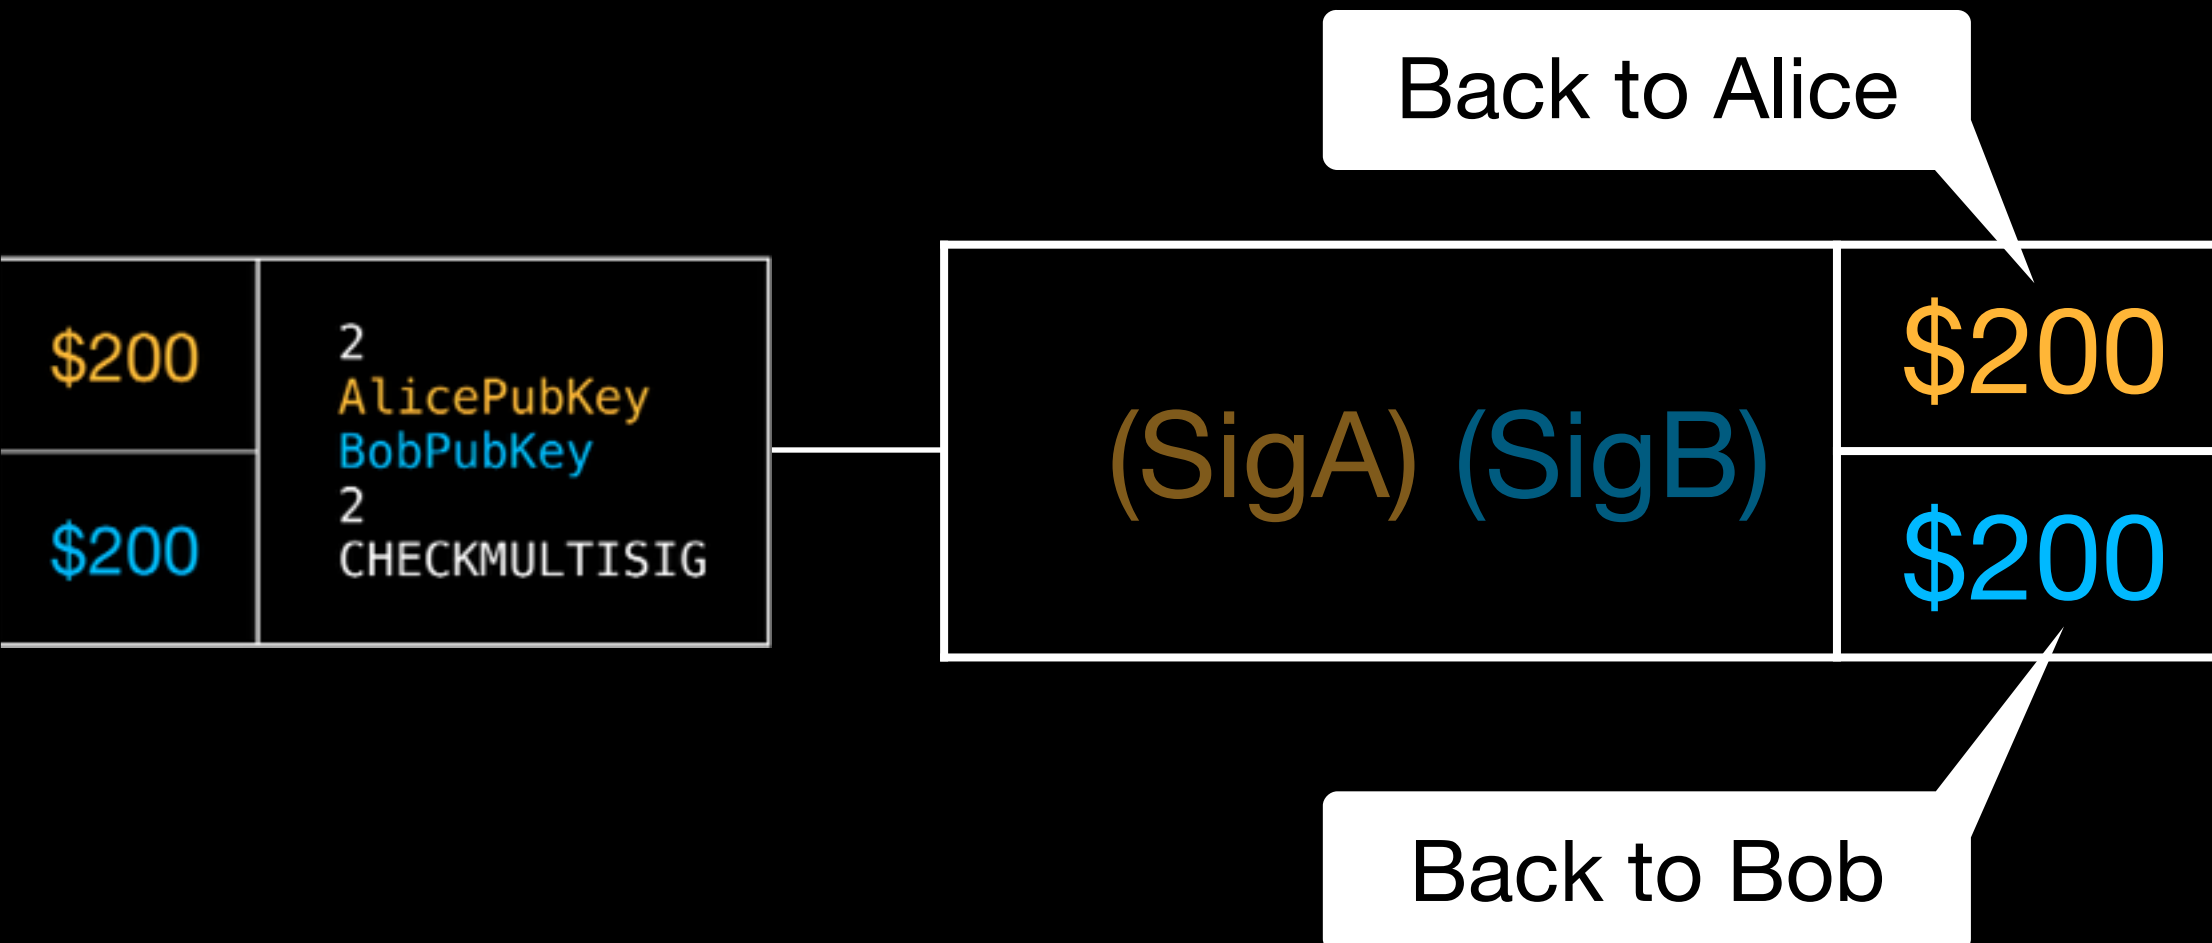 Back to Alice
$200
$200
2
AlicePubKey
BobPubKey
2
CHECKMULTISIG
(SigA) (SigB)
$200
$200
Back to Bob